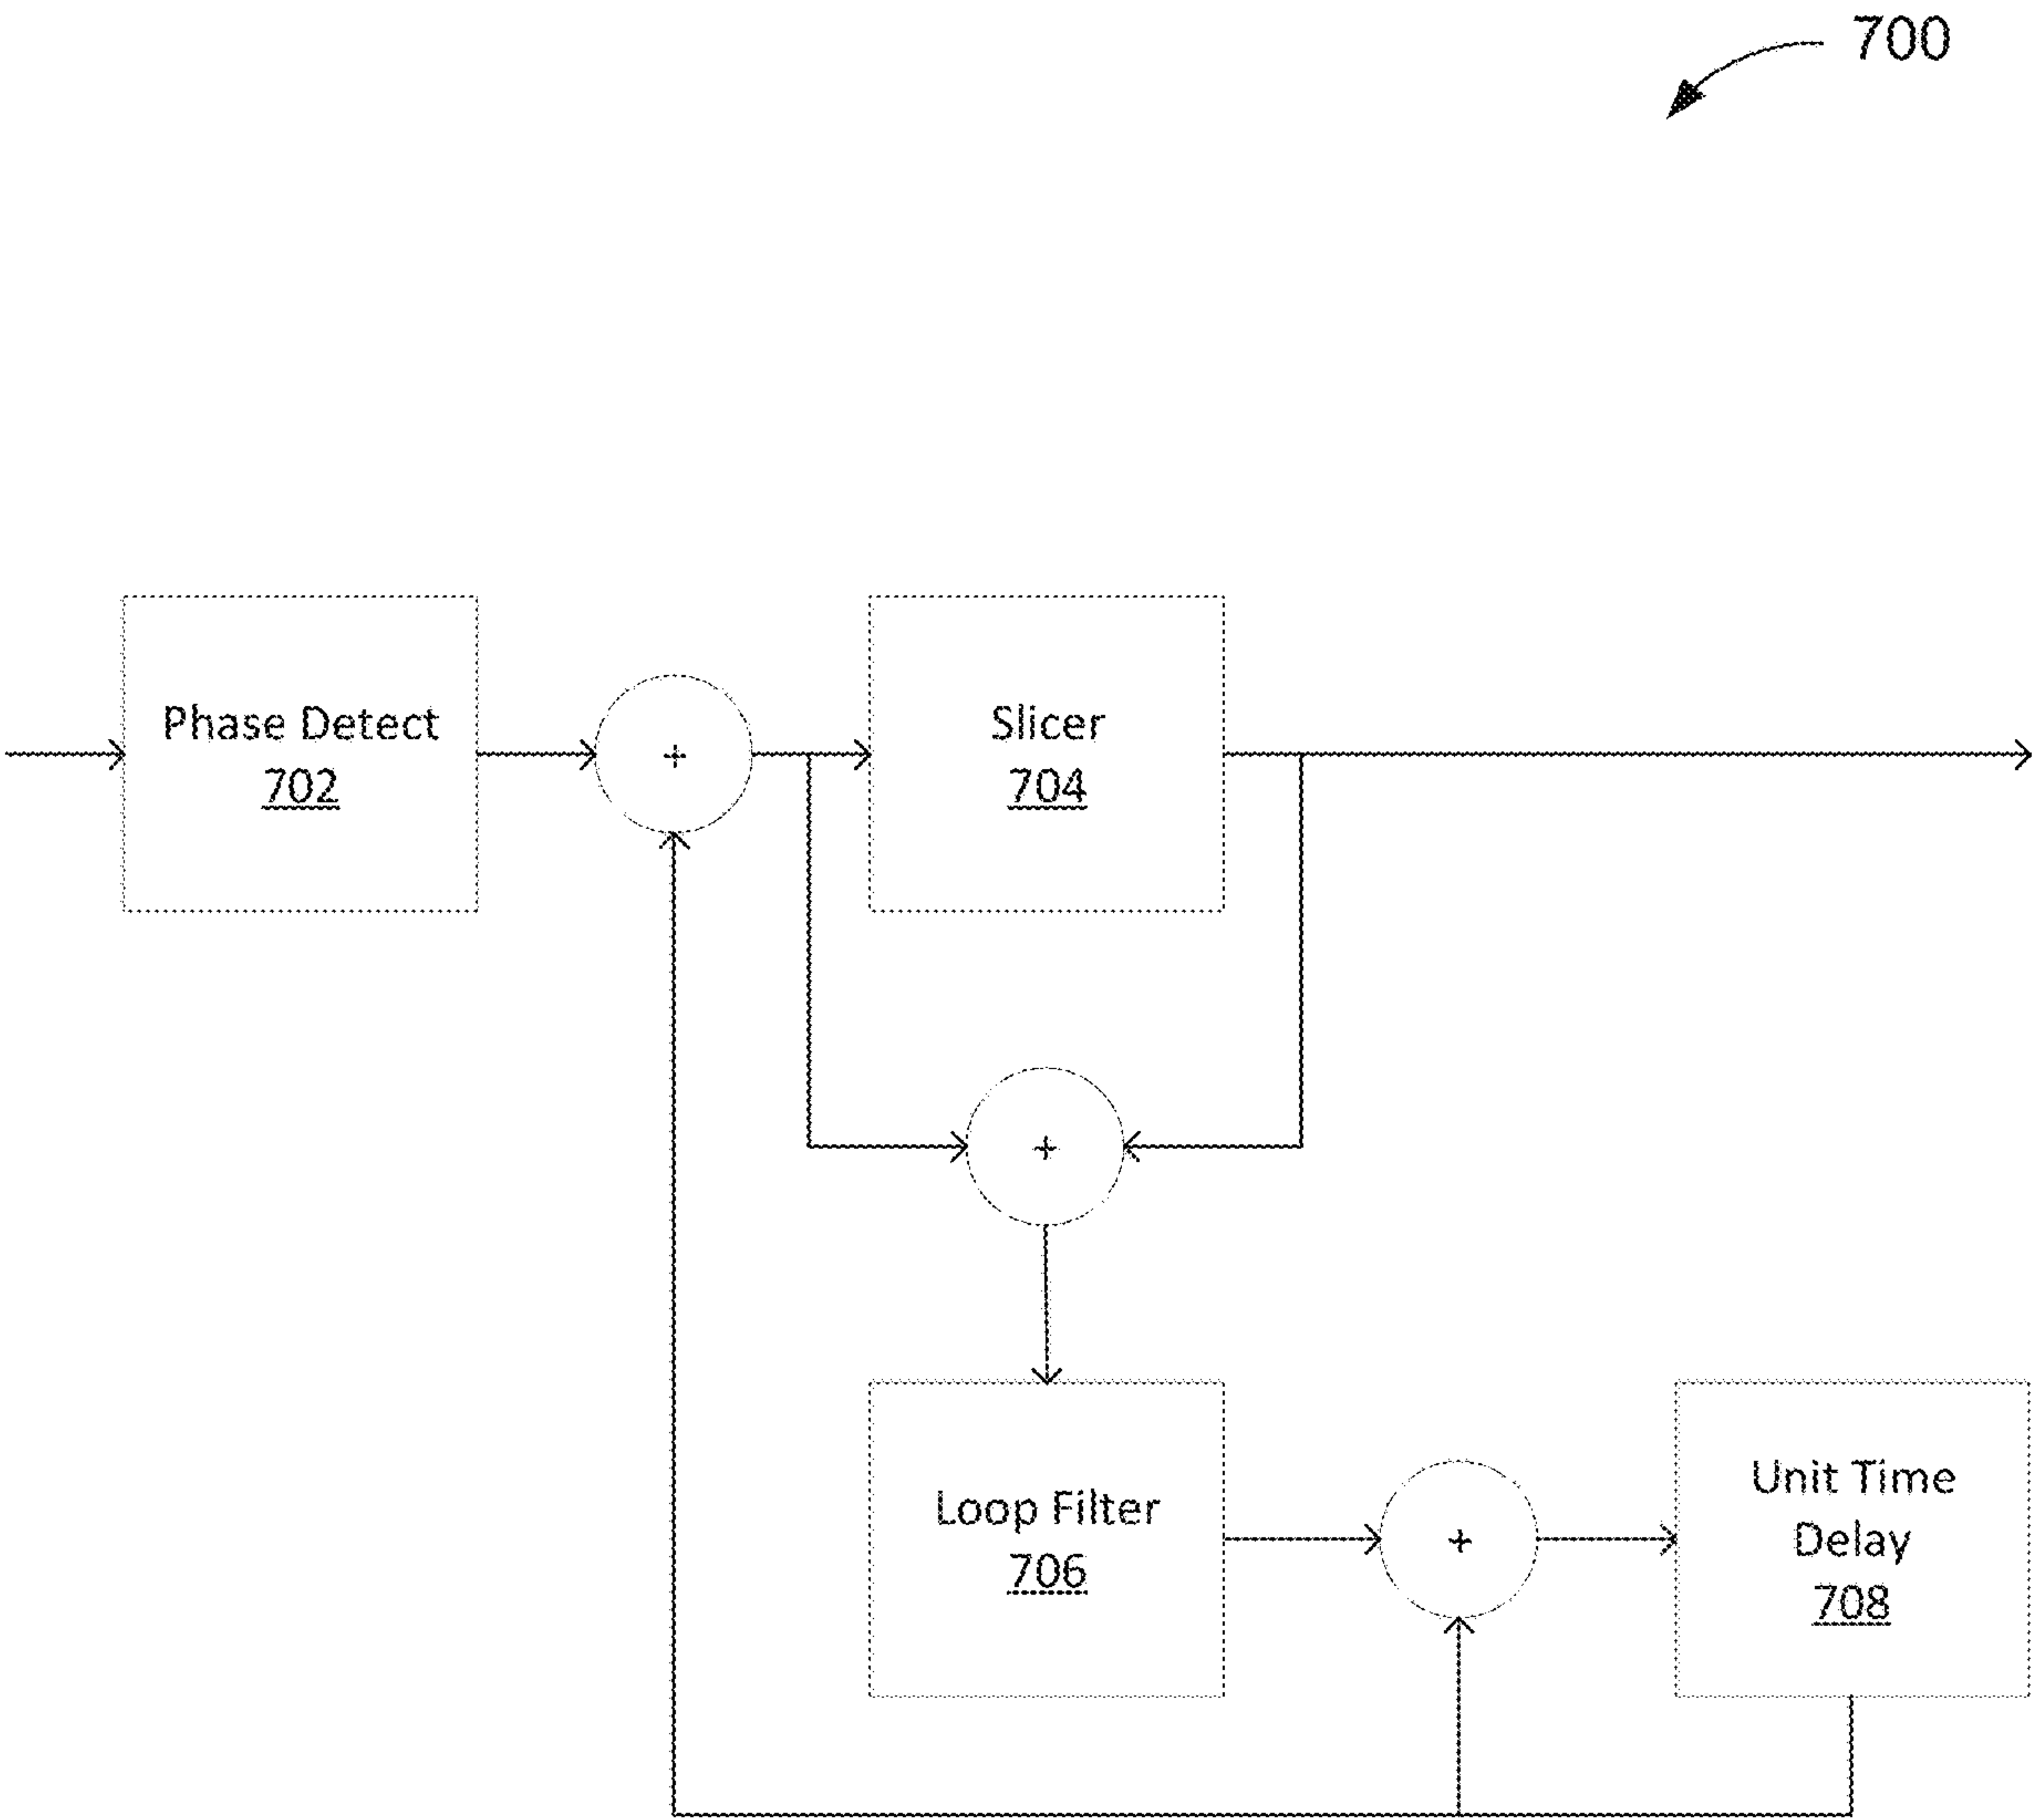 700
Phase Detect
702
+
Slicer
704
+
Loop Filter
706
+
Unit Time
Delay
708